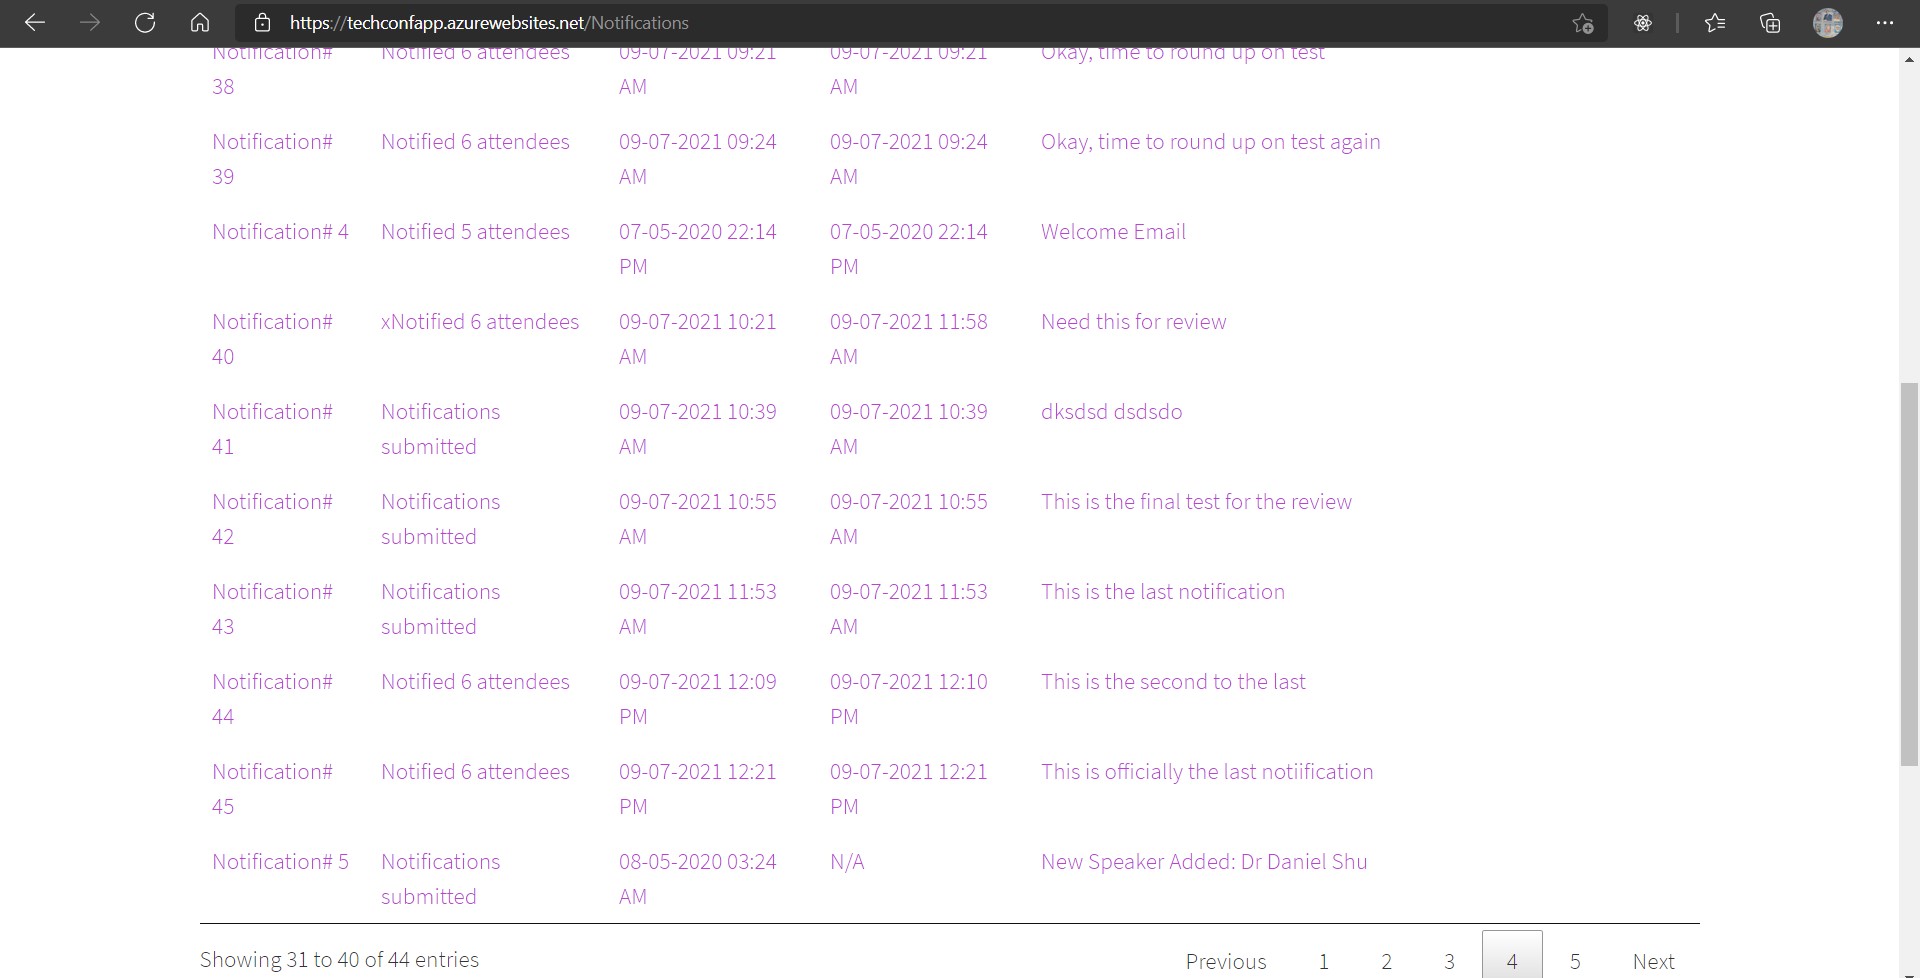 https://techconfapp.azurewebsites.net/Notifications
Notification# Notified 6 attendees 09-07-2021 09:21 09-07-2021 09:21 Okay, time to round up on test
38 AM AM
Notification# Notified 6 attendees 09-07-2021 09:24 09-07-2021 09:24 Okay, time to round up on test again
39 AM AM
Notification# 4 Notified 5 attendees 07-05-2020 22:14 07-05-2020 22:14 Welcome Email
PM PM
Notification# xNotified 6 attendees 09-07-2021 10:21 09-07-2021 11:58 Need this for review
40 AM AM
Notification# Notifications 09-07-2021 10:39 09-07-2021 10:39 dksdsd dsdsdo
41 submitted AM AM
Notification# Notifications 09-07-2021 10:55 09-07-2021 10:55 This is the final test for the review
42 submitted AM AM
Notification# Notifications 09-07-2021 11:53 09-07-2021 11:53 This is the last notification
43 submitted AM AM
Notification# Notified 6 attendees 09-07-2021 12:09 09-07-2021 12:10 This is the second to the last
44 PM PM
Notification# Notified 6 attendees 09-07-2021 12:21 09-07-2021 12:21 This is officially the last notiification
45 PM PM
Notification# 5 Notifications 08-05-2020 03:24 N/A New Speaker Added: Dr Daniel Shu
submitted AM
Showing 31 to 40 of 44 entries Previous 1 2 3 4 5 Next